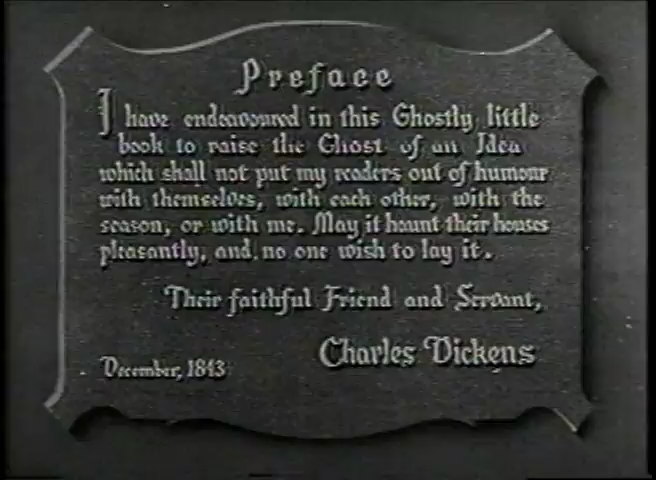 Preface
I have endeavoured in this Ghostly little
book to raise the Ghost of an Idea
which shall not put my readers out of humour
with themselves, with each other, with the
season, or with me. May it haunt their houses
pleasantly, and no one wish to lay it.
Their faithful Friend and Servant,
Charles Dickens
December, 1843